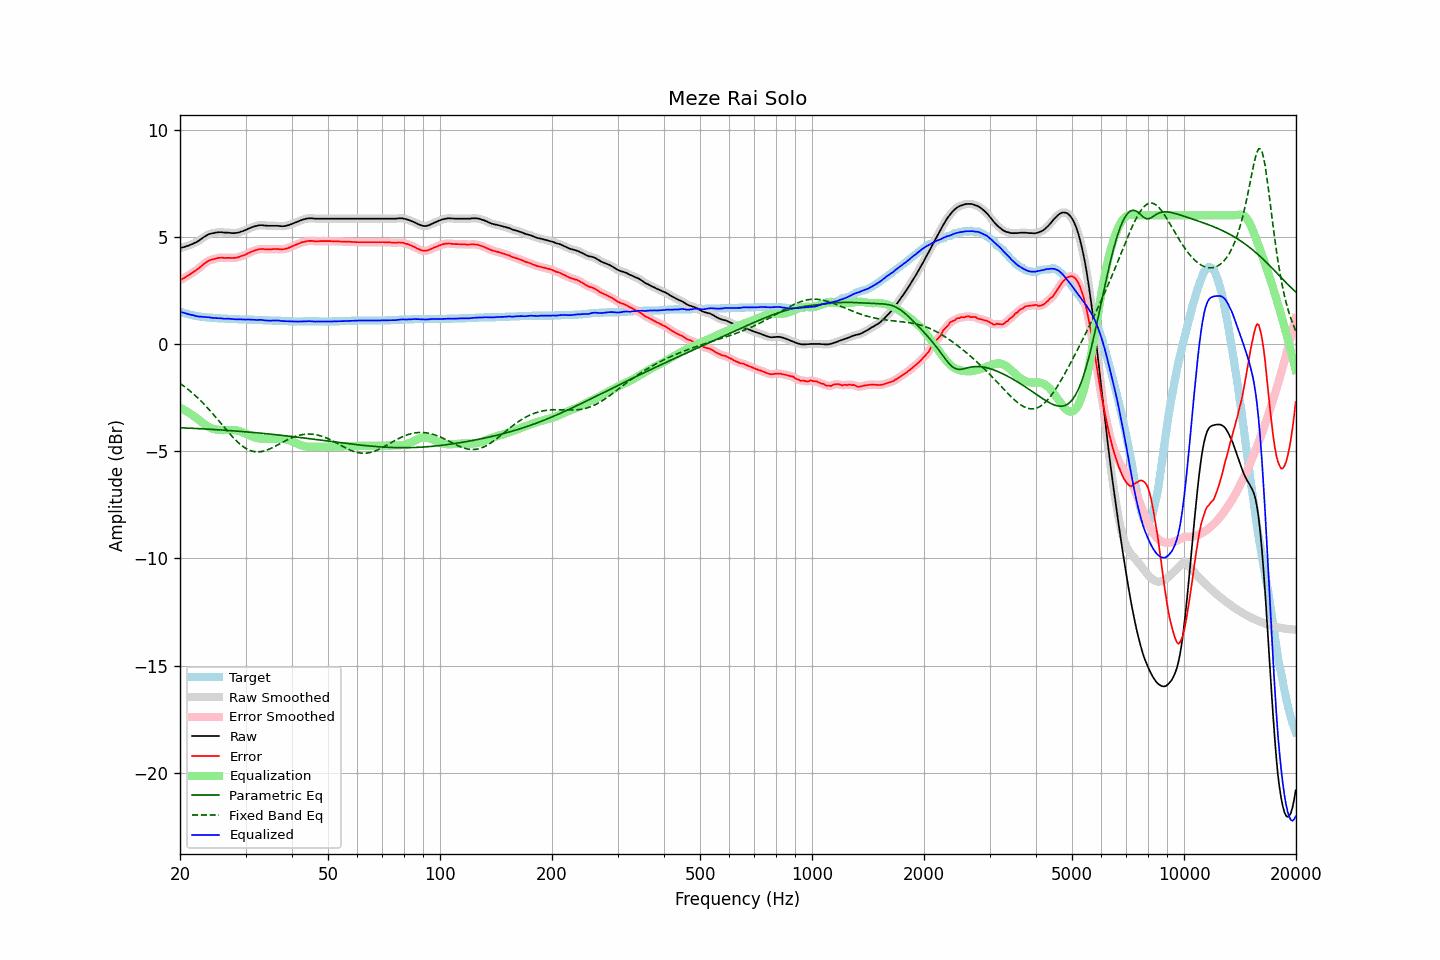 Meze Rai Solo
10
5
0
−5
−10
−15
−20
Amplitude (dBr)
Target
Raw Smoothed
Error Smoothed
Raw
Error
Equalization
Parametric Eq
Fixed Band Eq
Equalized
20 50 100 200 500 1000 2000 5000 10000 20000
Frequency (Hz)